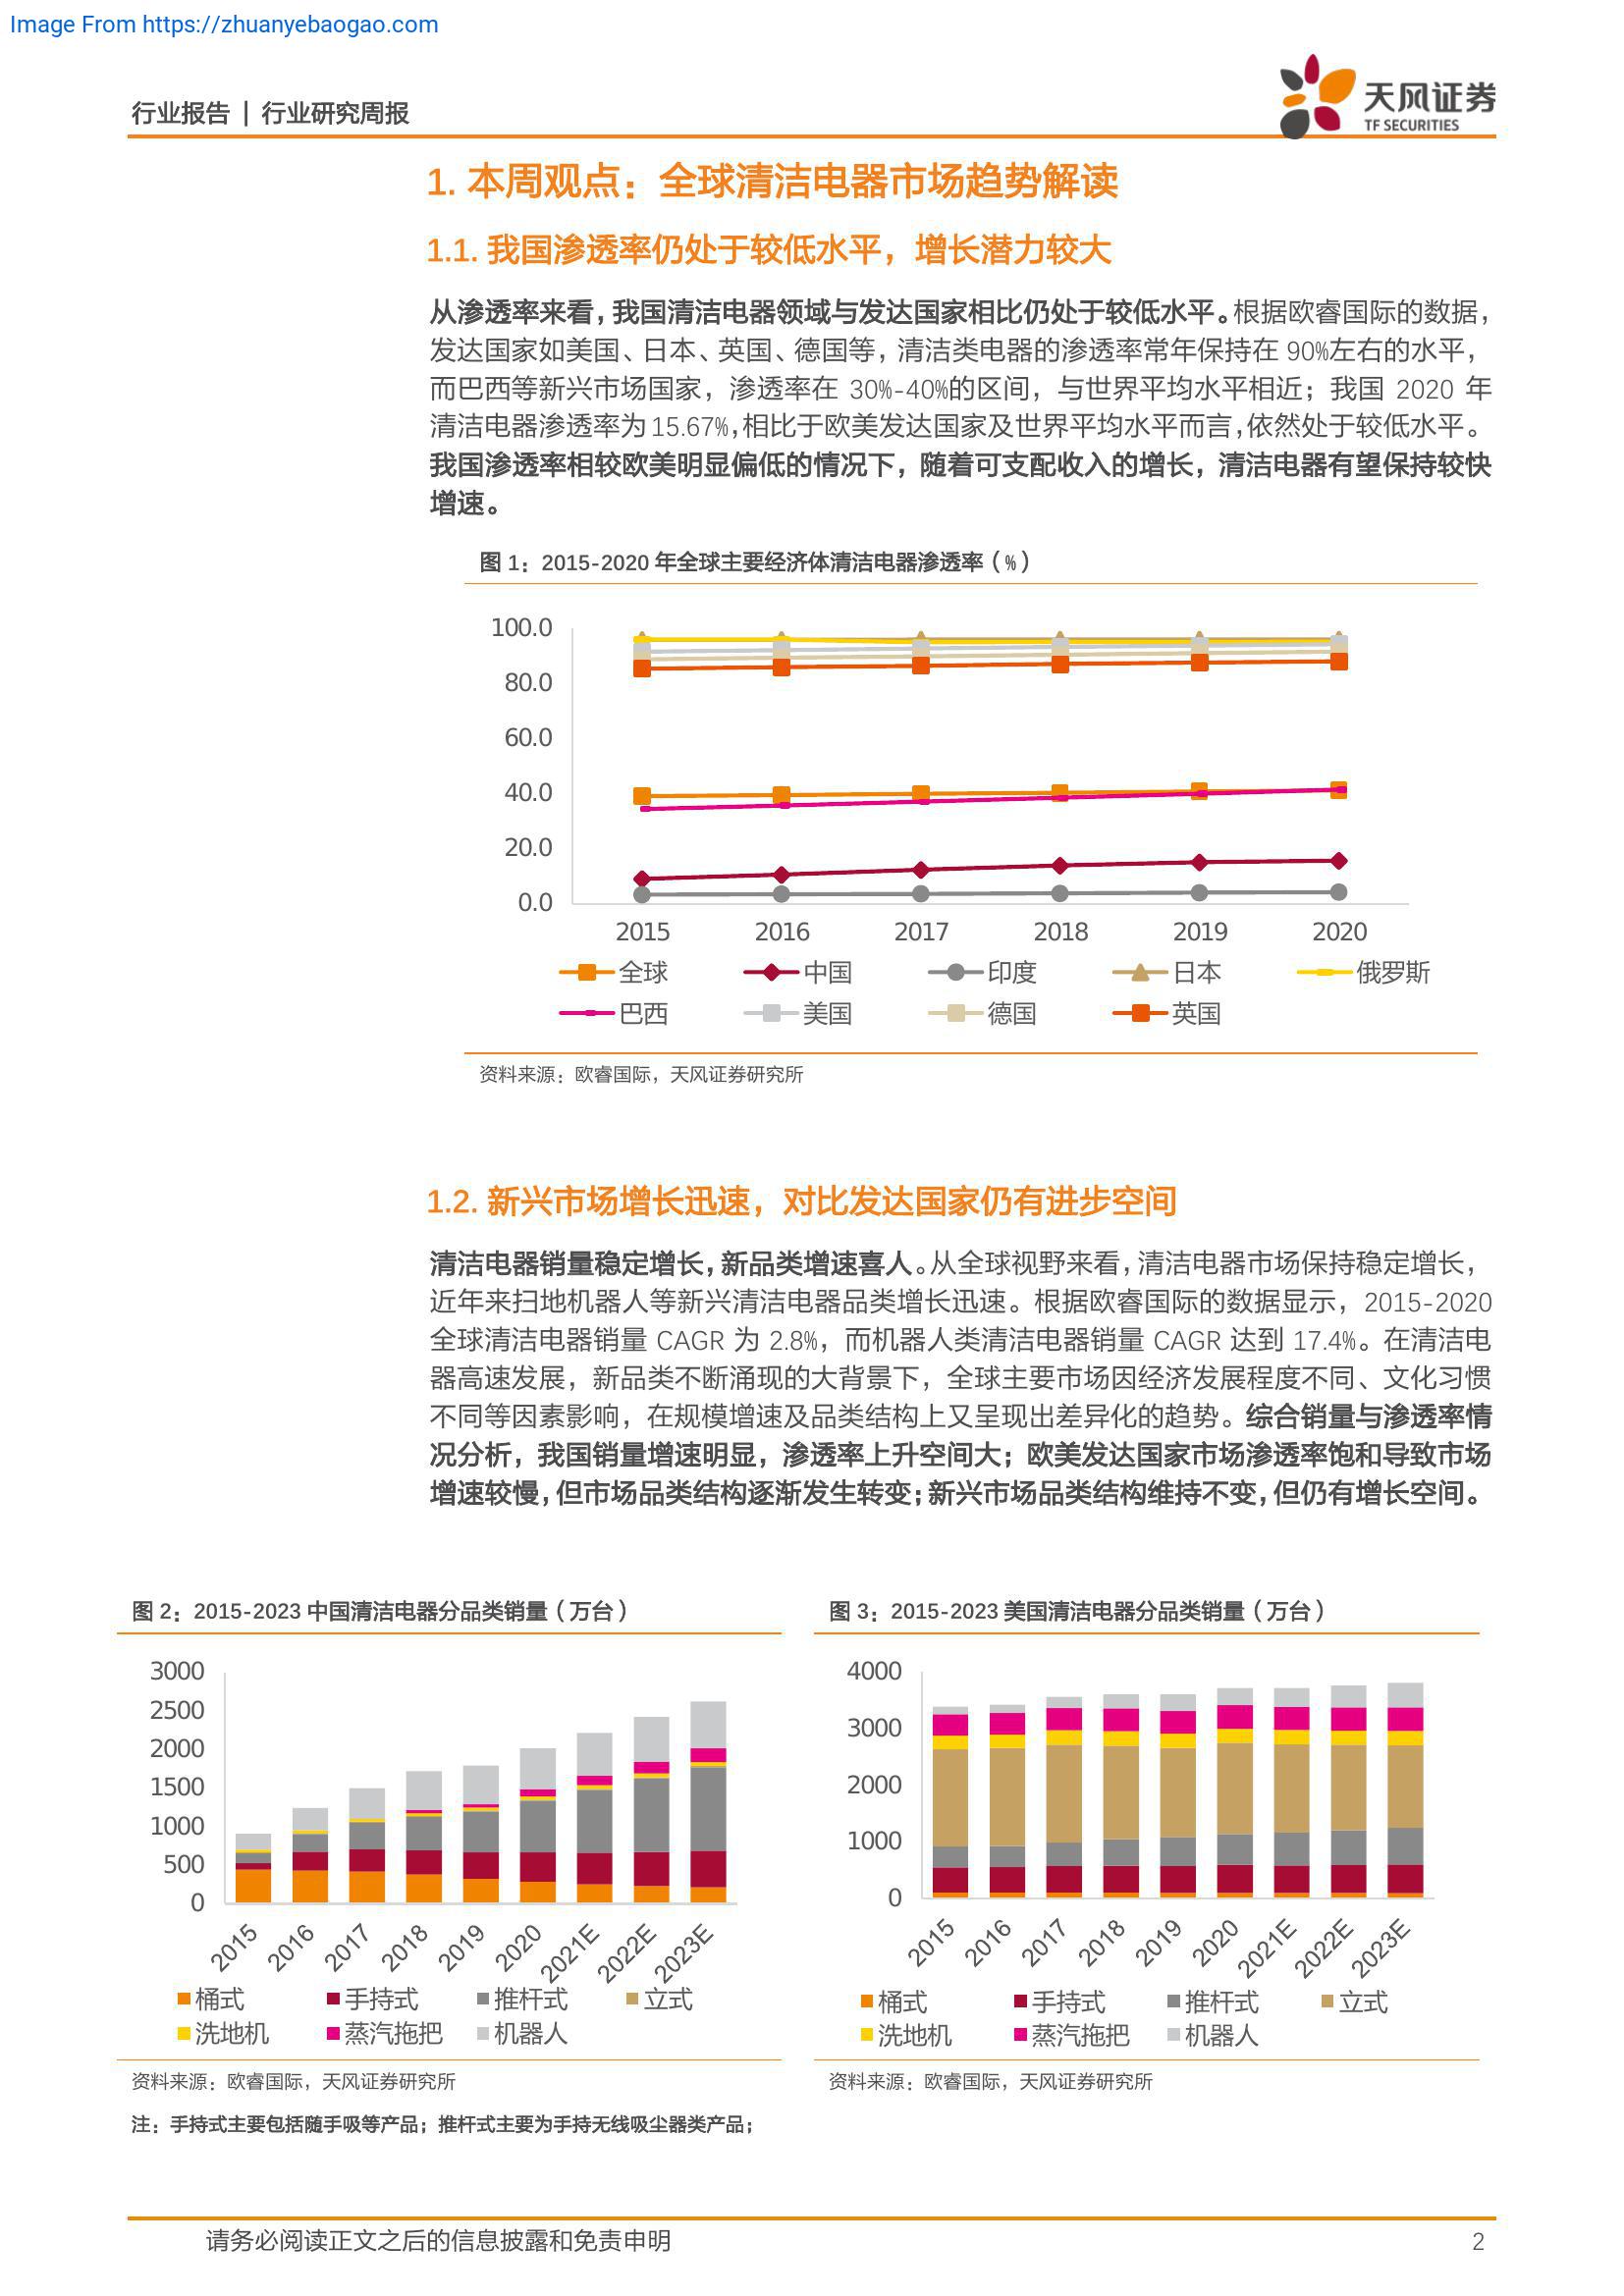 Image From https://zhuanyebaogao.com
行业报告 | 行业研究周报
天风证券
TF SECURITIES
1. 本周观点：全球清洁电器市场趋势解读
1.1. 我国渗透率仍处于较低水平，增长潜力较大
从渗透率来看，我国清洁电器领域与发达国家相比仍处于较低水平。根据欧睿国际的数据，
发达国家如美国、日本、英国、德国等，清洁类电器的渗透率常年保持在 90%左右的水平，
而巴西等新兴市场国家，渗透率在 30%-40%的区间，与世界平均水平相近；我国 2020 年
清洁电器渗透率为 15.67%，相比于欧美发达国家及世界平均水平而言，依然处于较低水平。
我国渗透率相较欧美明显偏低的情况下，随着可支配收入的增长，清洁电器有望保持较快
增速。
图 1：2015-2020 年全球主要经济体清洁电器渗透率（%）
100.0
80.0
60.0
40.0
20.0
0.0
2015 2016 2017 2018 2019 2020
全球 中国 印度 日本 俄罗斯
巴西 美国 德国 英国
资料来源：欧睿国际，天风证券研究所
1.2. 新兴市场增长迅速，对比发达国家仍有进步空间
清洁电器销量稳定增长，新品类增速喜人。从全球视野来看，清洁电器市场保持稳定增长，
近年来扫地机器人等新兴清洁电器品类增长迅速。根据欧睿国际的数据显示，2015-2020
全球清洁电器销量 CAGR 为 2.8%，而机器人类清洁电器销量 CAGR 达到 17.4%。在清洁电
器高速发展，新品类不断涌现的大背景下，全球主要市场因经济发展程度不同、文化习惯
不同等因素影响，在规模增速及品类结构上又呈现出差异化的趋势。综合销量与渗透率情
况分析，我国销量增速明显，渗透率上升空间大；欧美发达国家市场渗透率饱和导致市场
增速较慢，但市场品类结构逐渐发生转变；新兴市场品类结构维持不变，但仍有增长空间。
图 2：2015-2023 中国清洁电器分品类销量（万台）
3000
2500
2000
1500
1000
500
0
2015 2016 2017 2018 2019 2020 2021E 2022E 2023E
桶式 手持式 推杆式 立式
洗地机 蒸汽拖把 机器人
资料来源：欧睿国际，天风证券研究所
注：手持式主要包括随手吸等产品；推杆式主要为手持无线吸尘器类产品；
图 3：2015-2023 美国清洁电器分品类销量（万台）
4000
3000
2000
1000
0
2015 2016 2017 2018 2019 2020 2021E 2022E 2023E
桶式 手持式 推杆式 立式
洗地机 蒸汽拖把 机器人
资料来源：欧睿国际，天风证券研究所
请务必阅读正文之后的信息披露和免责申明
2